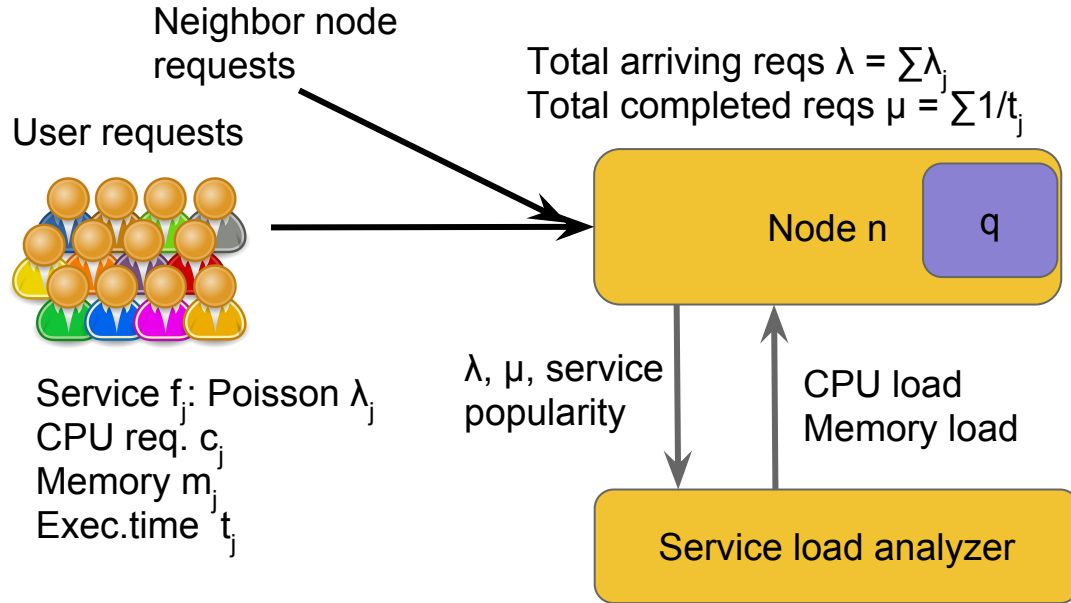 Neighbor node
requests
Total arriving reqs λ = ∑λj
Total completed reqs μ = ∑1/tj
User requests
Node n
q
λ, μ, service
popularity
CPU load
Memory load
Service fj: Poisson λj
CPU req. cj
Memory mj
Exec.time tj
Service load analyzer